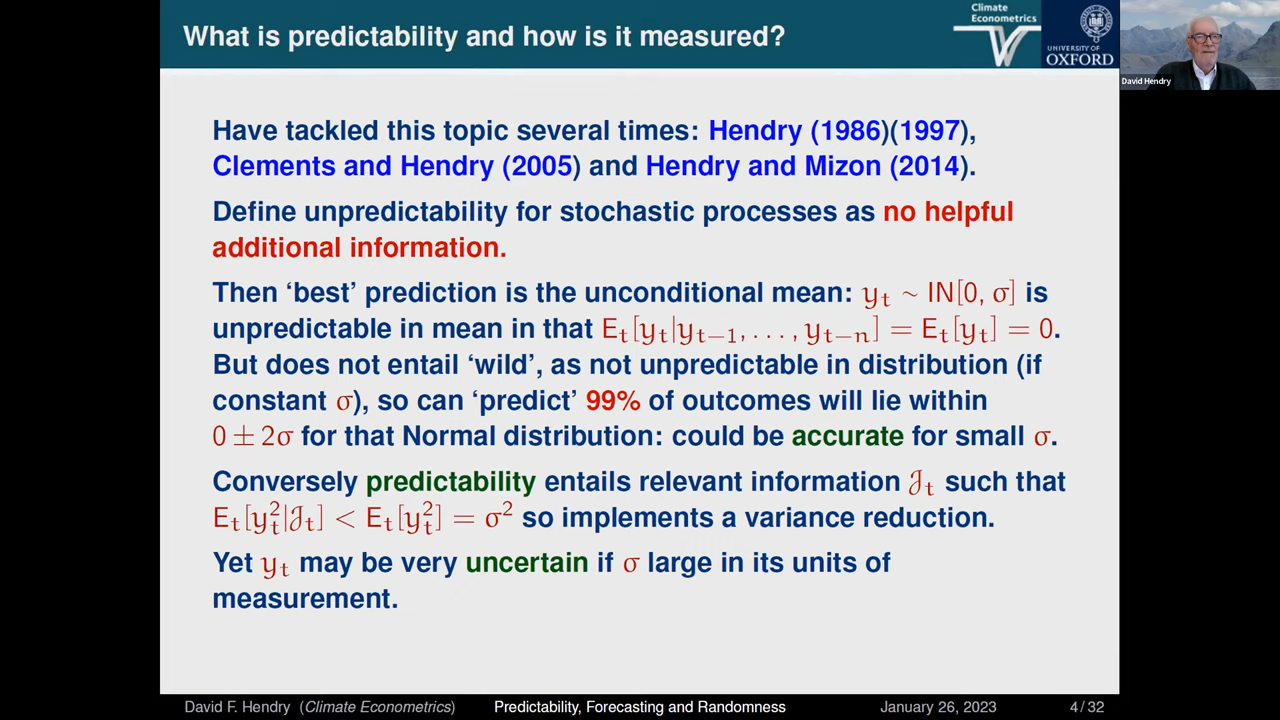 What is predictability and how is it measured?
Climate
Econometrics
UNIVERSITY OF
OXFORD
David Hendry
Have tackled this topic several times: Hendry (1986)(1997),
Clements and Hendry (2005) and Hendry and Mizon (2014).
Define unpredictability for stochastic processes as no helpful
additional information.
Then ‘best’ prediction is the unconditional mean: yₜ ∼ IN[0, σ] is
unpredictable in mean in that Eₜ[yₜ|yₜ₋₁, . . . , yₜ₋ₙ] = Eₜ[yₜ] = 0.
But does not entail ‘wild’, as not unpredictable in distribution (if
constant σ), so can ‘predict’ 99% of outcomes will lie within
0 ± 2σ for that Normal distribution: could be accurate for small σ.
Conversely predictability entails relevant information 𝒥ₜ such that
Eₜ[yₜ²|𝒥ₜ] < Eₜ[yₜ²] = σ² so implements a variance reduction.
Yet yₜ may be very uncertain if σ large in its units of
measurement.
David F. Hendry (Climate Econometrics) Predictability, Forecasting and Randomness January 26, 2023 4 / 32